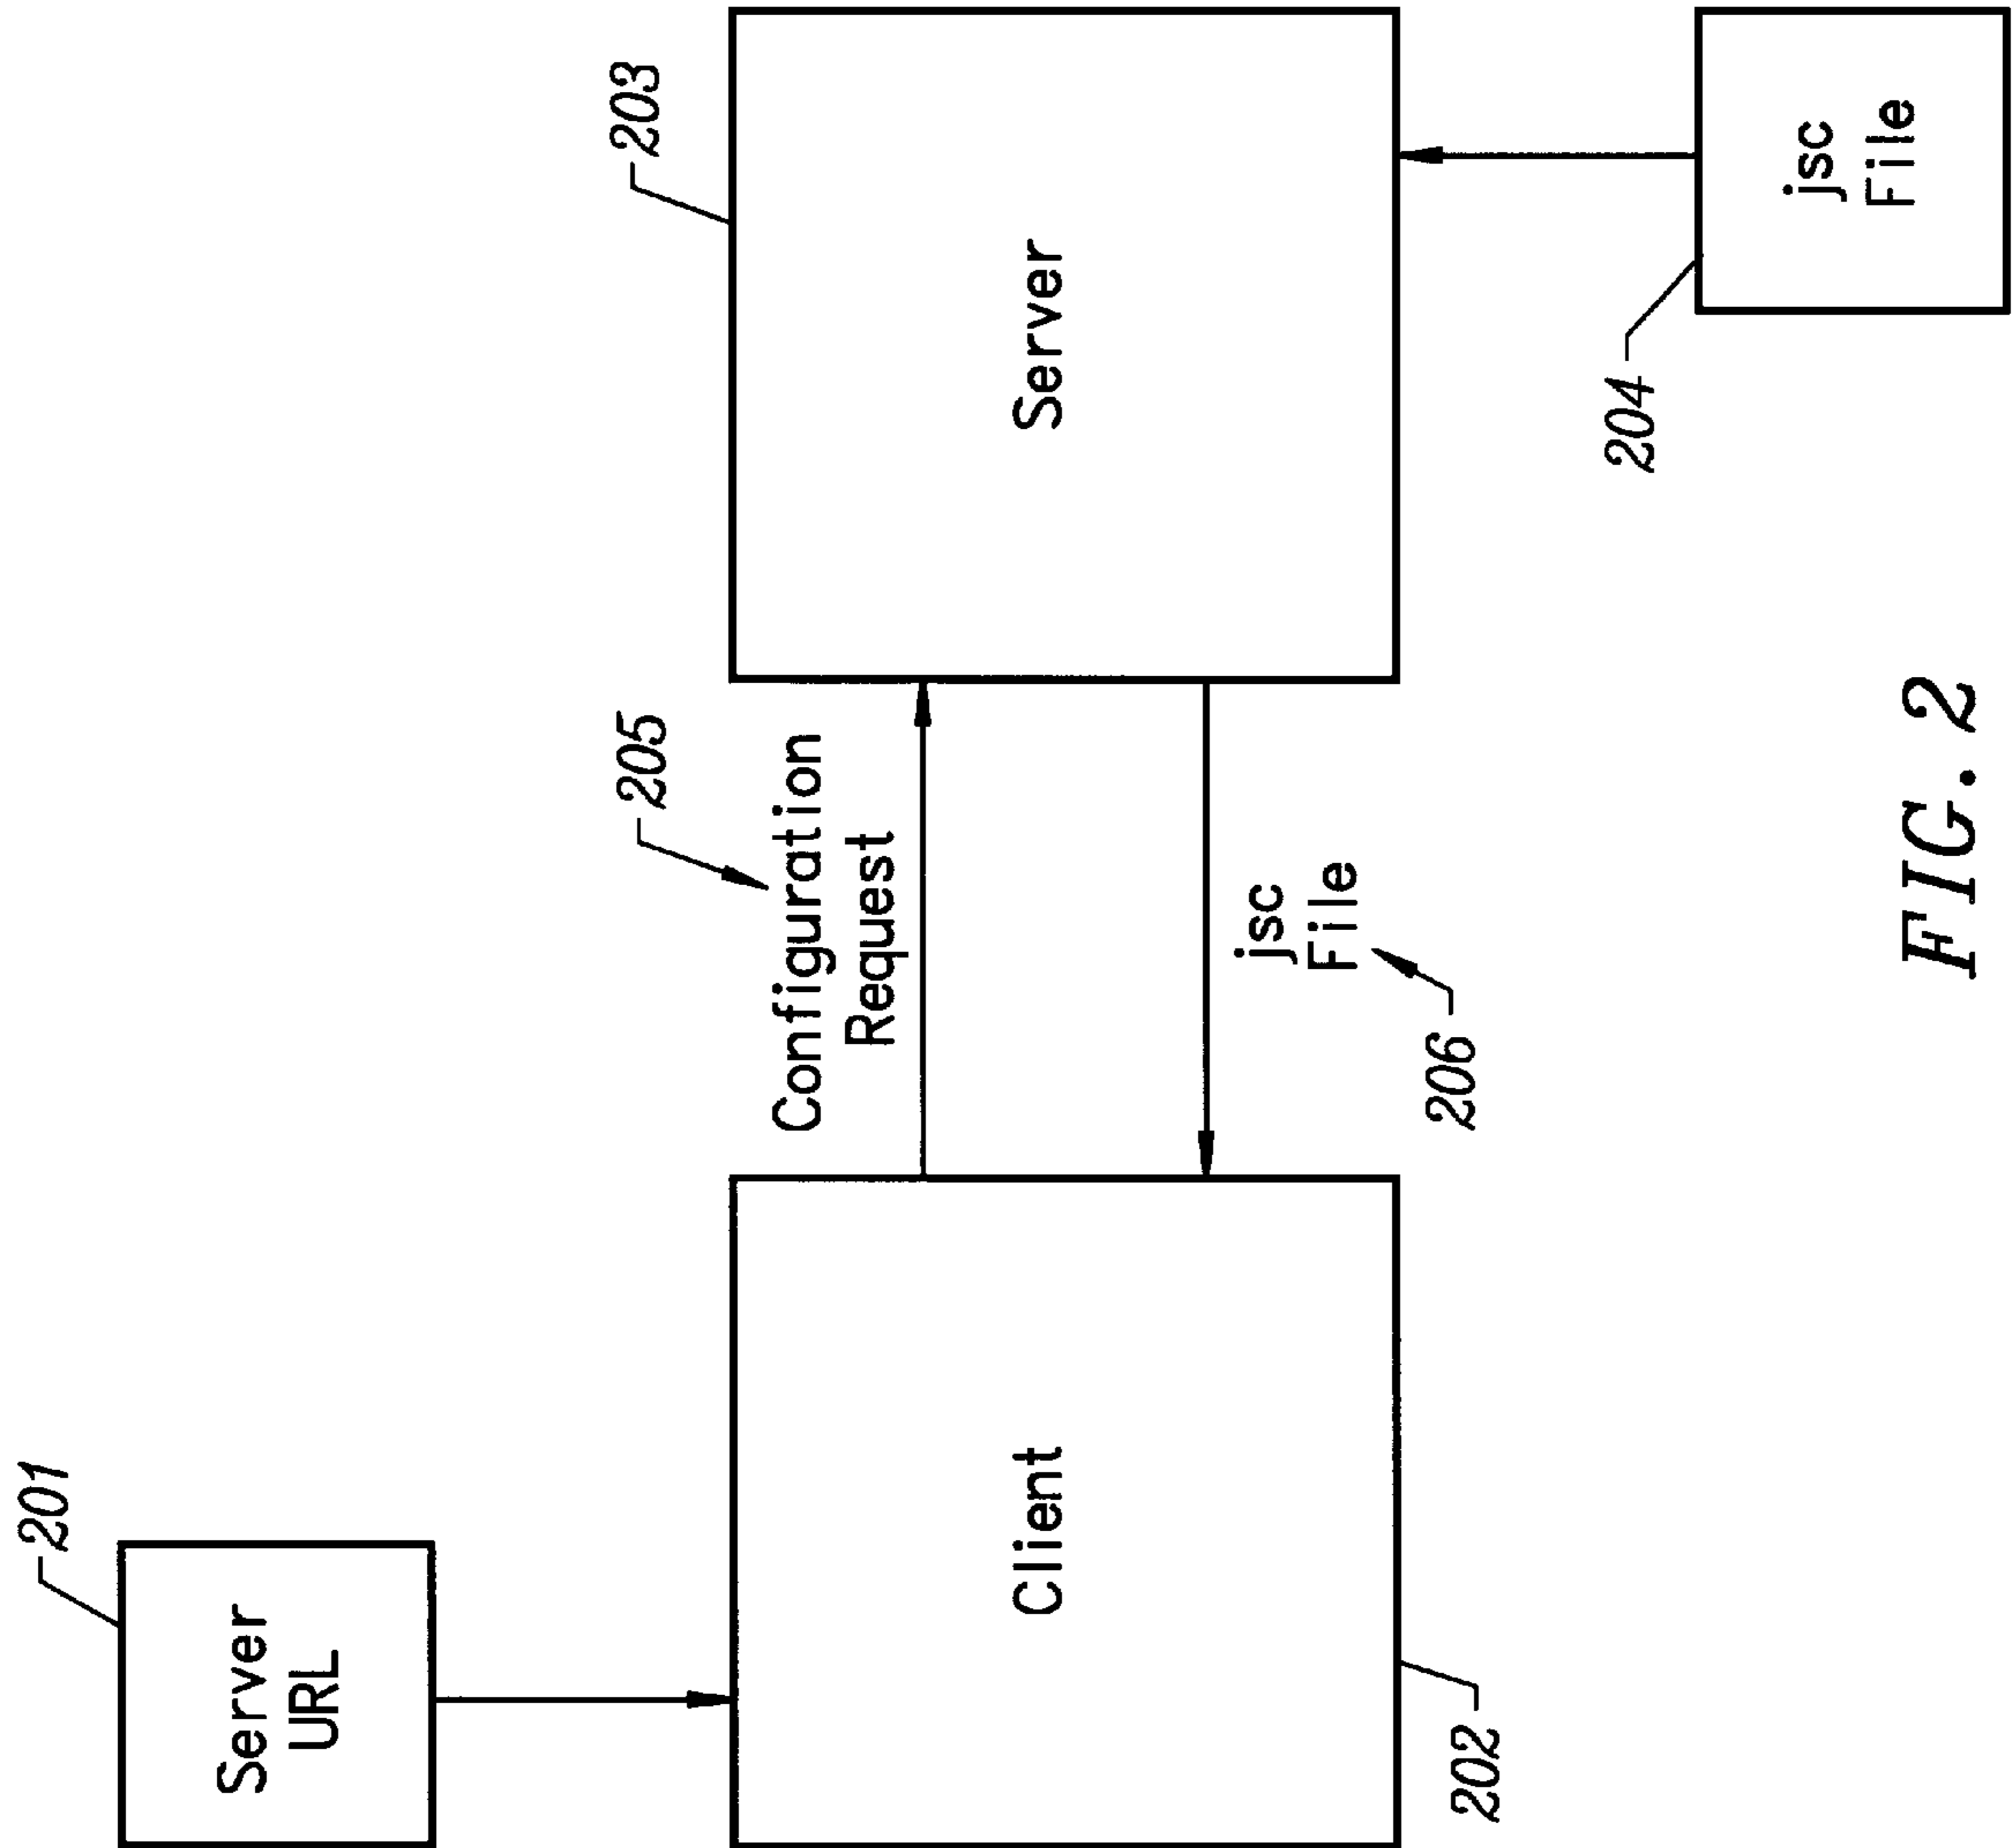 201
Server
URL
Client
202
205
Configuration
Request
jsc
File
206
203
Server
204
jsc
File
FIG. 2